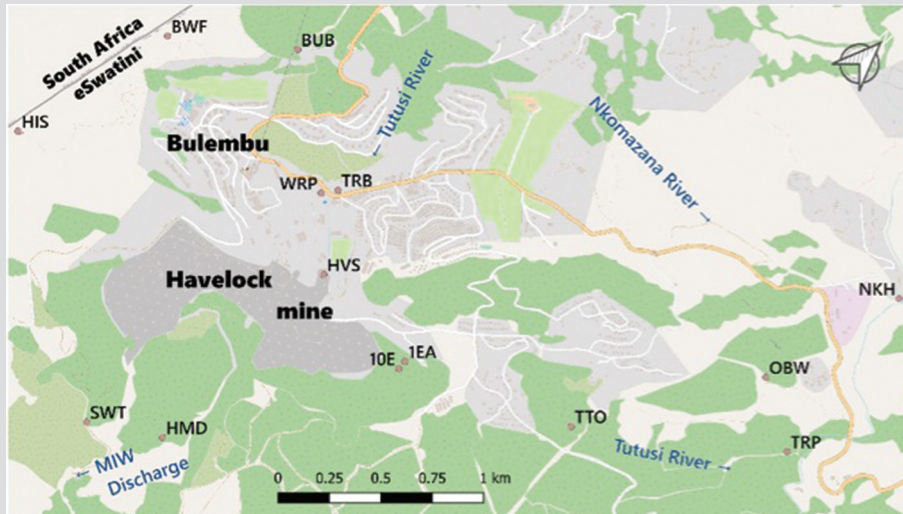 South Africa
eSwatini
BWF
BUB
HIS
Bulembu
← Tutusi River
Nkomazana River →
WRP
TRB
Havelock
mine
HVS
NKH
10E
1EA
OBW
SWT
HMD
TTO
TRP
← MIW
Discharge
Tutusi River →
0 0.25 0.5 0.75 1 km